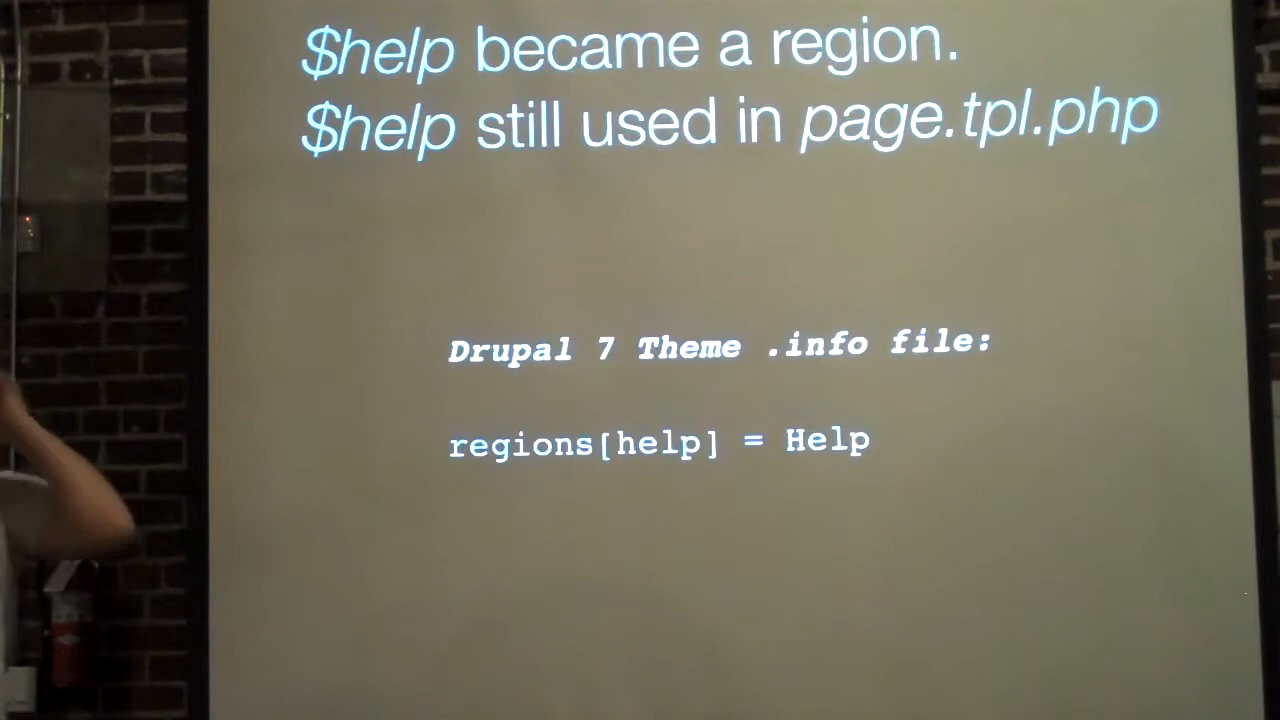 $help became a region.
$help still used in page.tpl.php
Drupal 7 Theme .info file:
regions[help] = Help